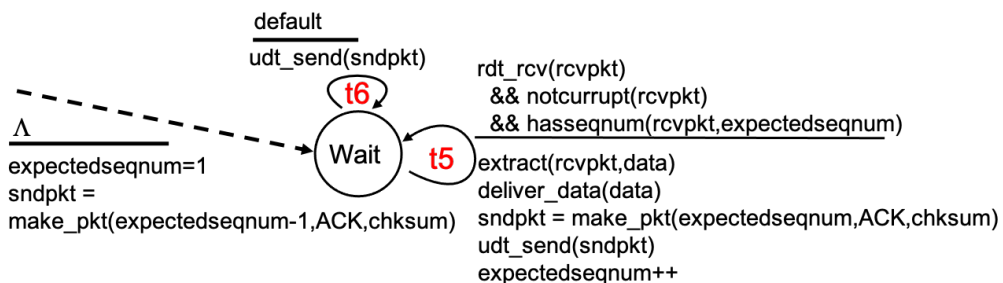 default
udt_send(sndpkt)
t6
rdt_rcv(rcvpkt)
&& notcurrupt(rcvpkt)
&& hasseqnum(rcvpkt,expectedseqnum)
Λ
expectedseqnum=1
sndpkt =
make_pkt(expectedseqnum-1,ACK,chksum)
Wait
t5
extract(rcvpkt,data)
deliver_data(data)
sndpkt = make_pkt(expectedseqnum,ACK,chksum)
udt_send(sndpkt)
expectedseqnum++